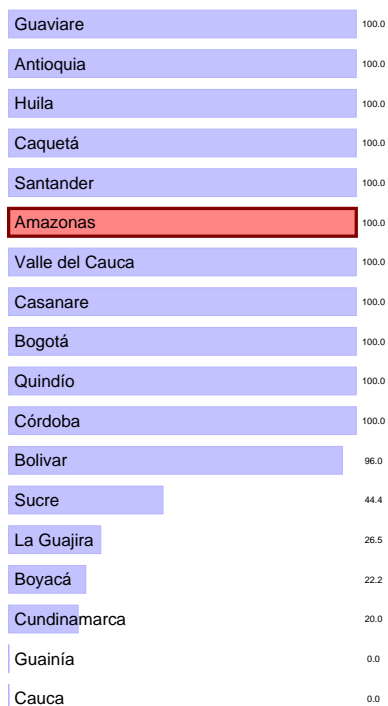 Guaviare 100.0
Antioquia 100.0
Huila 100.0
Caquetá 100.0
Santander 100.0
Amazonas 100.0
Valle del Cauca 100.0
Casanare 100.0
Bogotá 100.0
Quindío 100.0
Córdoba 100.0
Bolivar 96.0
Sucre 44.4
La Guajira 26.5
Boyacá 22.2
Cundinamarca 20.0
Guainía 0.0
Cauca 0.0